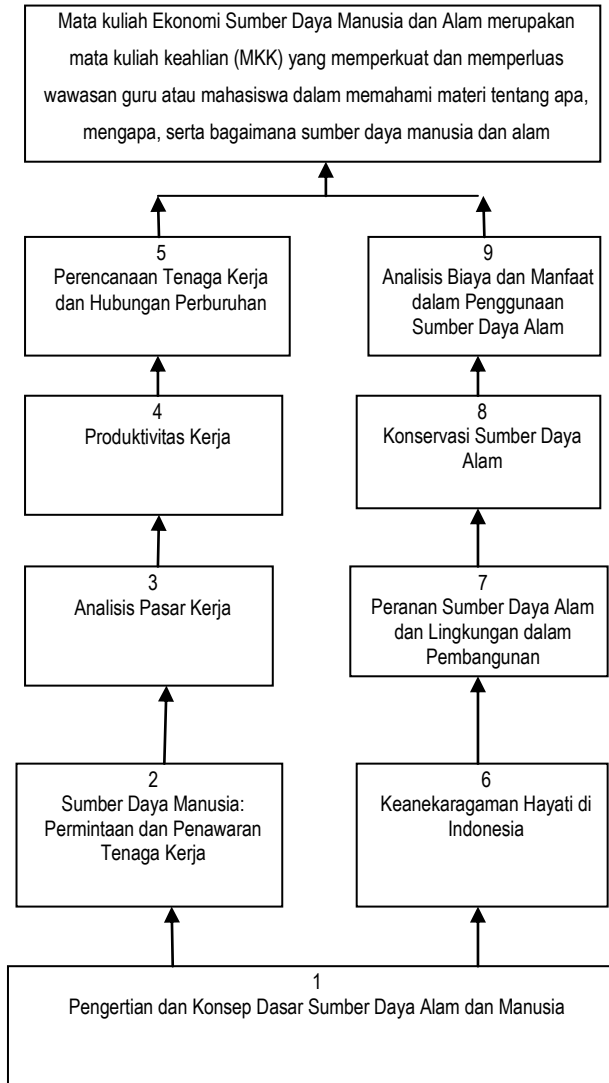 Mata kuliah Ekonomi Sumber Daya Manusia dan Alam merupakan
mata kuliah keahlian (MKK) yang memperkuat dan memperluas
wawasan guru atau mahasiswa dalam memahami materi tentang apa,
mengapa, serta bagaimana sumber daya manusia dan alam
5
Perencanaan Tenaga Kerja
dan Hubungan Perburuhan
9
Analisis Biaya dan Manfaat
dalam Penggunaan
Sumber Daya Alam
4
Produktivitas Kerja
8
Konservasi Sumber Daya
Alam
3
Analisis Pasar Kerja
7
Peranan Sumber Daya Alam
dan Lingkungan dalam
Pembangunan
2
Sumber Daya Manusia:
Permintaan dan Penawaran
Tenaga Kerja
6
Keanekaragaman Hayati di
Indonesia
1
Pengertian dan Konsep Dasar Sumber Daya Alam dan Manusia